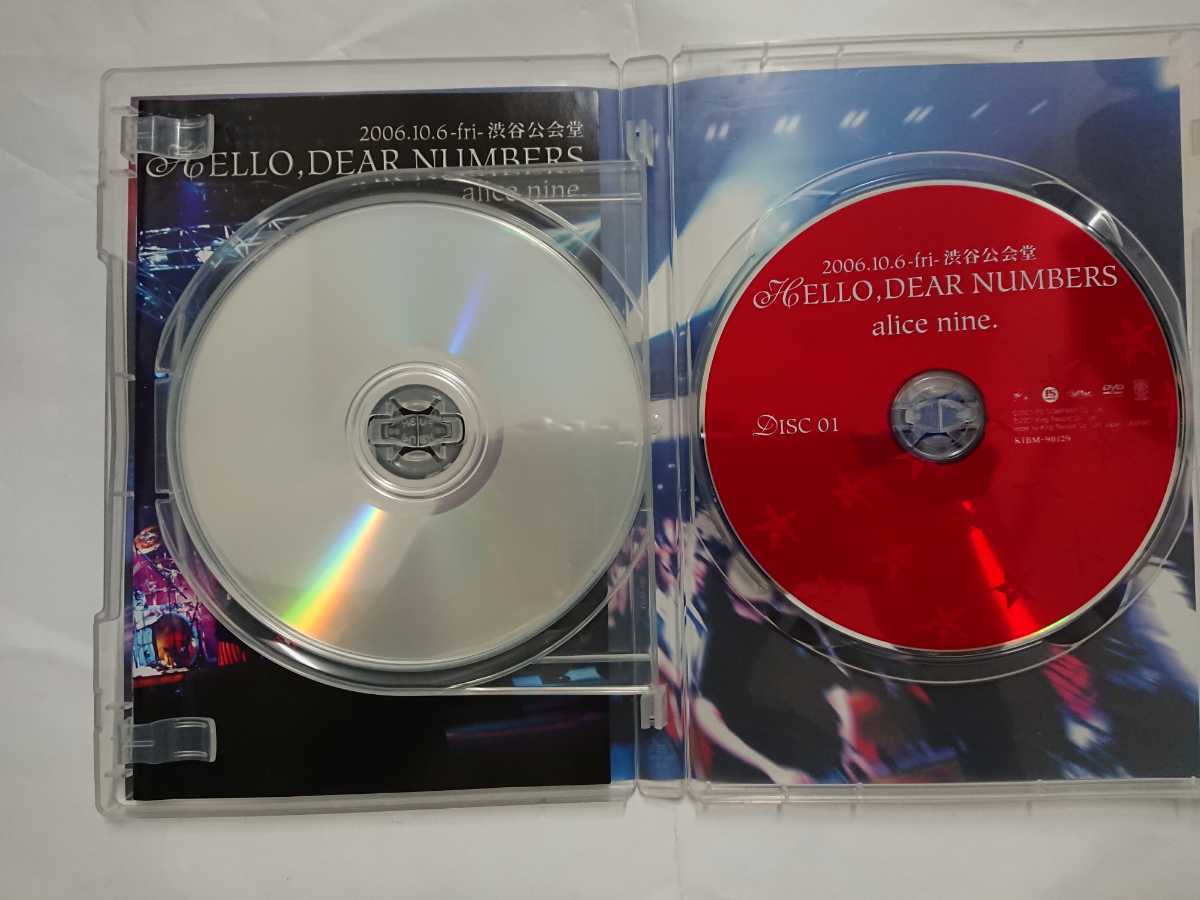 2006.10.6-fri-渋谷公会堂
HELLO,DEAR NUMBERS
alice nine.
2006.10.6-fri-渋谷公会堂
HELLO,DEAR NUMBERS
alice nine.
DISC 01
DVD
KIBM-90129